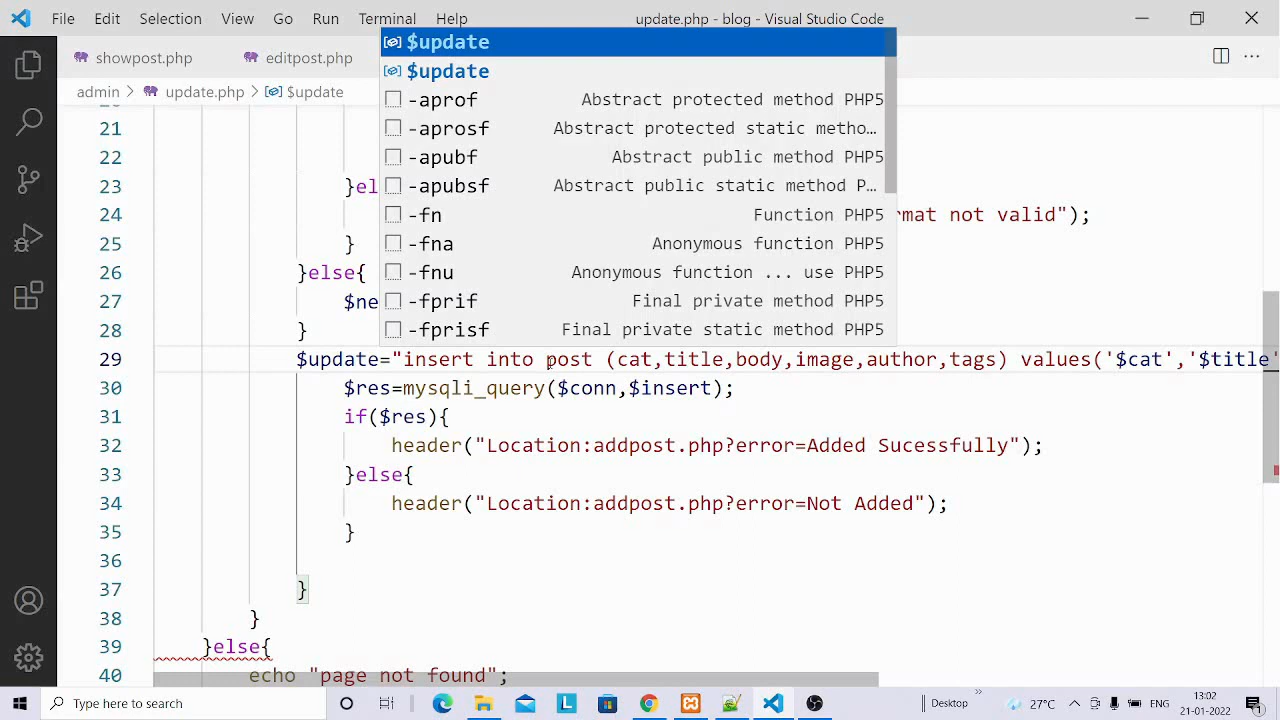 File Edit Selection View Go Run Terminal Help update.php - blog - Visual Studio Code
showpost.php editpost.php
admin > update.php > $update
$update
$update
-aprof Abstract protected method PHP5
-aprosf Abstract protected static metho…
-apubf Abstract public method PHP5
-apubsf Abstract public static method P…
-fn Function PHP5
-fna Anonymous function PHP5
-fnu Anonymous function ... use PHP5
-fprif Final private method PHP5
-fprisf Final private static method PHP5
21
22
23 }el
24 rmat not valid");
25 }
26 }else{
27 $ne
28 }
29 $update="insert into post (cat,title,body,image,author,tags) values('$cat','$title'
30 $res=mysqli_query($conn,$insert);
31 if($res){
32 header("Location:addpost.php?error=Added Sucessfully");
33 }else{
34 header("Location:addpost.php?error=Not Added");
35 }
36
37 }
38 }
39 }else{
40 echo "page not found";
Type here to search
Desktop » 27°C ENG 13:02
21-01-2022 1